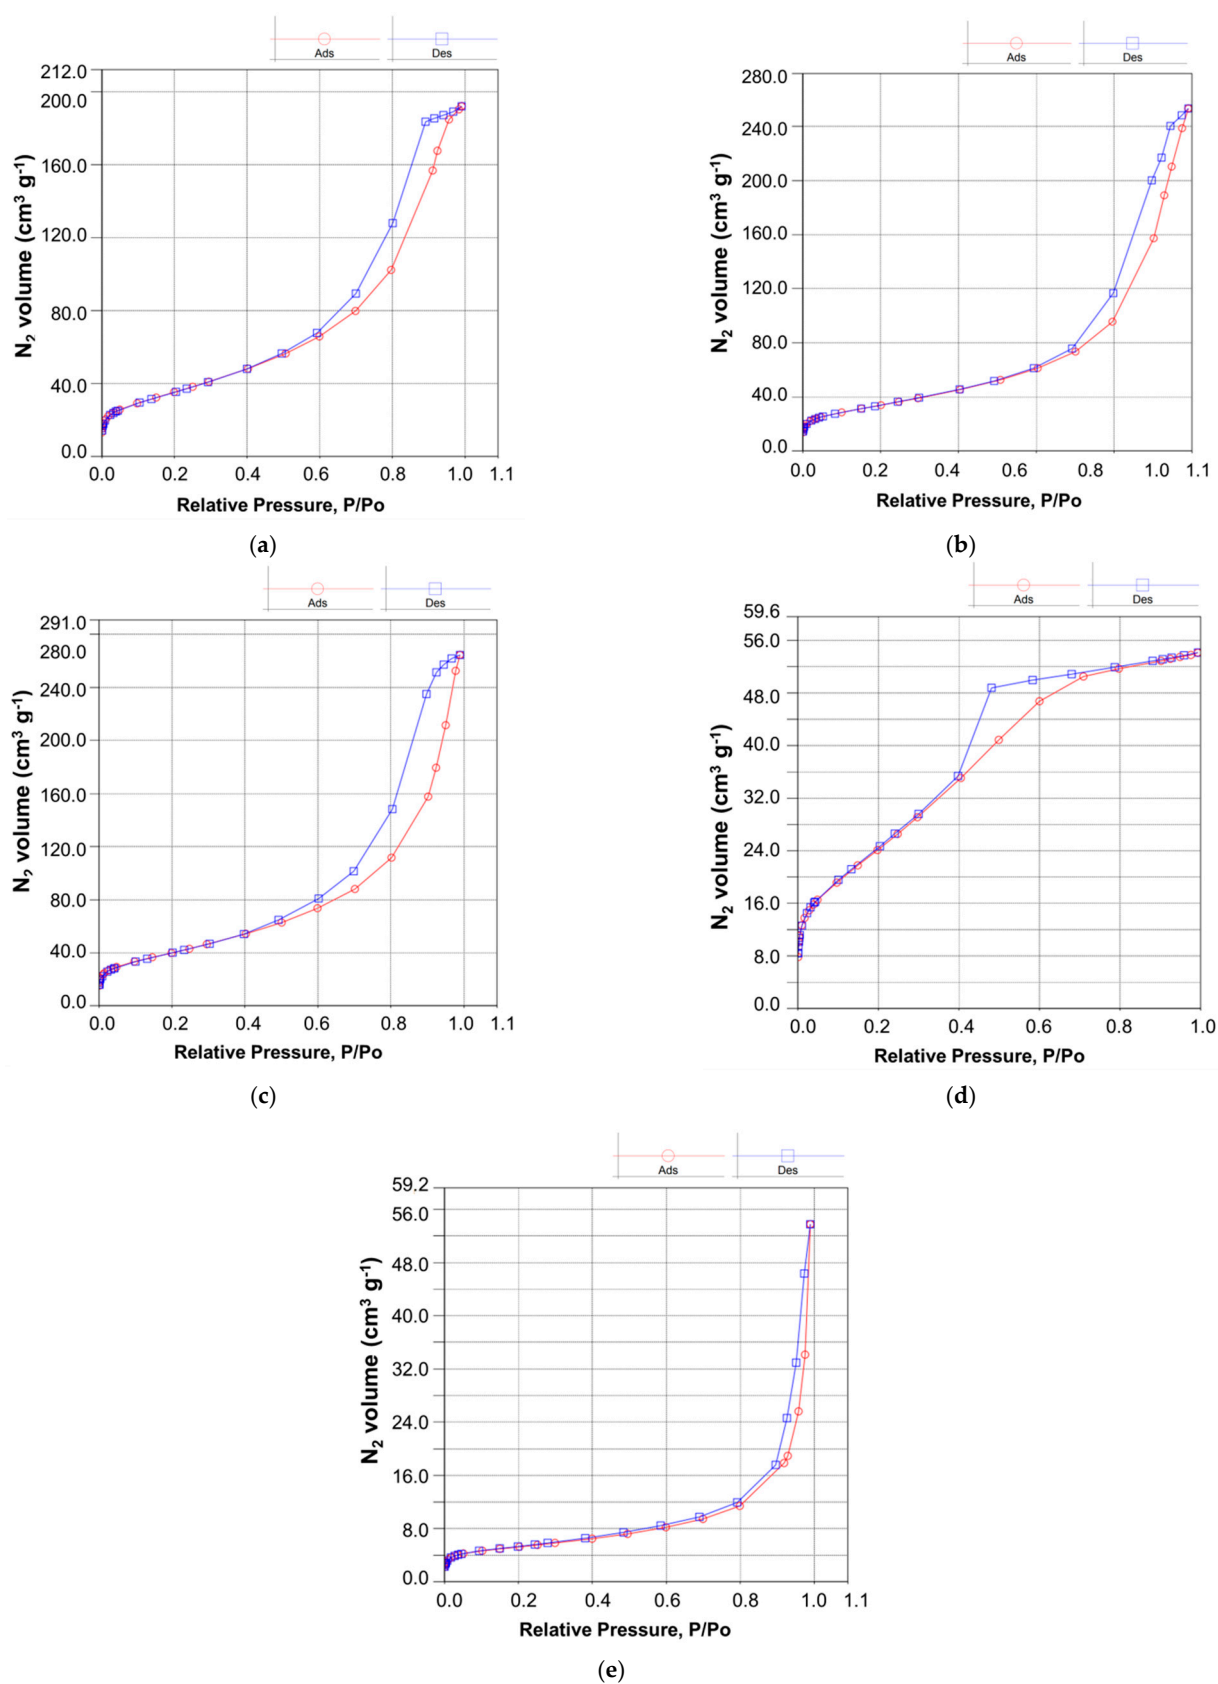 Ads Des
212.0
200.0
160.0
120.0
80.0
40.0
0.0
N2 volume (cm3 g-1)
0.0 0.2 0.4 0.6 0.8 1.0 1.1
Relative Pressure, P/Po
(a)
Ads Des
280.0
240.0
200.0
160.0
120.0
80.0
40.0
0.0
N2 volume (cm3 g-1)
0.0 0.2 0.4 0.6 0.8 1.0 1.1
Relative Pressure, P/Po
(b)
Ads Des
291.0
280.0
240.0
200.0
160.0
120.0
80.0
40.0
0.0
N2 volume (cm3 g-1)
0.0 0.2 0.4 0.6 0.8 1.0 1.1
Relative Pressure, P/Po
(c)
Ads Des
59.6
56.0
48.0
40.0
32.0
24.0
16.0
8.0
0.0
N2 volume (cm3 g-1)
0.0 0.2 0.4 0.6 0.8 1.0
Relative Pressure, P/Po
(d)
Ads Des
59.2
56.0
48.0
40.0
32.0
24.0
16.0
8.0
0.0
N2 volume (cm3 g-1)
0.0 0.2 0.4 0.6 0.8 1.0 1.1
Relative Pressure, P/Po
(e)